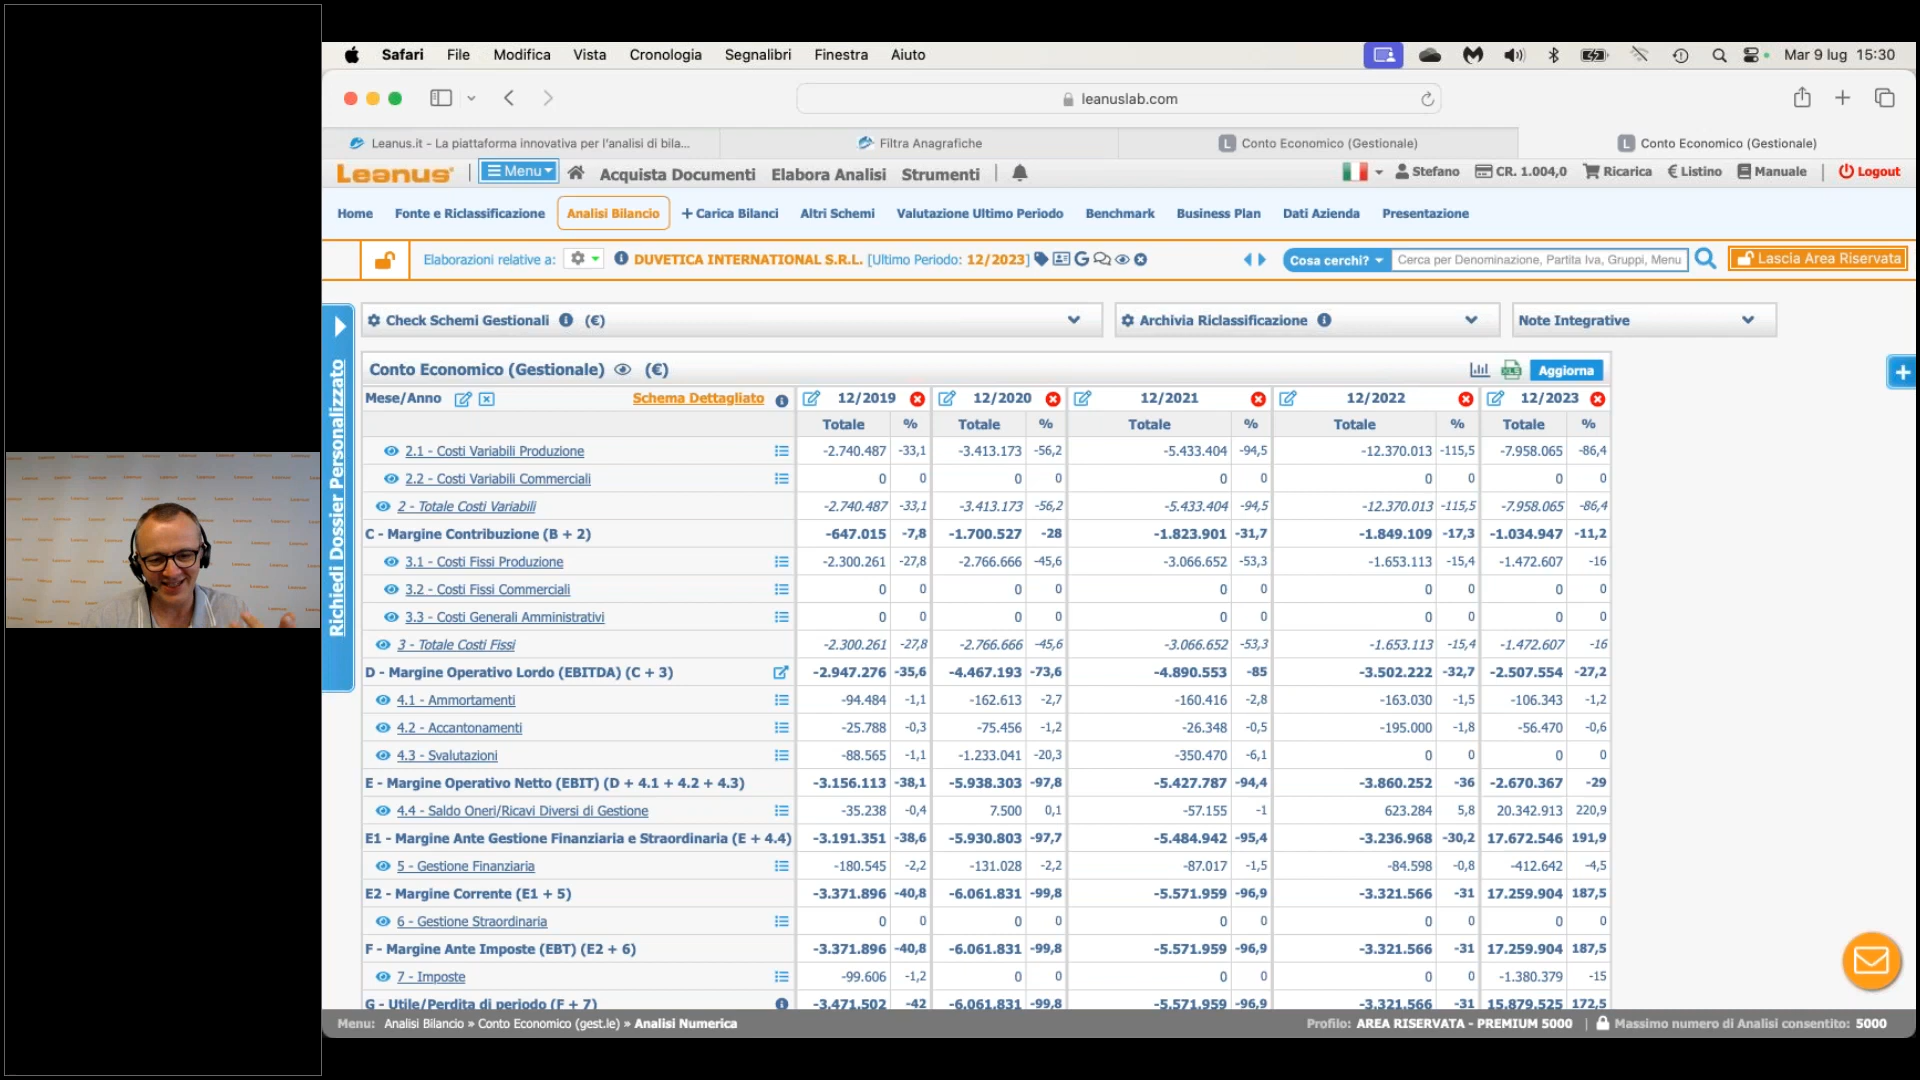 Safari File Modifica Vista Cronologia Segnalibri Finestra Aiuto Mar 9 lug 15:30
leanuslab.com
Leanus.it - La piattaforma innovativa per l'analisi di bila... Filtra Anagrafiche L Conto Economico (Gestionale) L Conto Economico (Gestionale)
Leanus Menu Acquista Documenti Elabora Analisi Strumenti Stefano CR. 1.004,0 Ricarica € Listino Manuale Logout
Home Fonte e Riclassificazione Analisi Bilancio + Carica Bilanci Altri Schemi Valutazione Ultimo Periodo Benchmark Business Plan Dati Azienda Presentazione
Elaborazioni relative a: DUVETICA INTERNATIONAL S.R.L. [Ultimo Periodo: 12/2023] Cosa cerchi? Cerca per Denominazione, Partita Iva, Gruppi, Menu Lascia Area Riservata
Richiedi Dossier Personalizzato
Check Schemi Gestionali (€) Archivia Riclassificazione Note Integrative
Conto Economico (Gestionale) (€) XLS Aggiorna
Mese/Anno Schema Dettagliato 12/2019 12/2020 12/2021 12/2022 12/2023
Totale % Totale % Totale % Totale % Totale %
2.1 - Costi Variabili Produzione -2.740.487 -33,1 -3.413.173 -56,2 -5.433.404 -94,5 -12.370.013 -115,5 -7.958.065 -86,4
2.2 - Costi Variabili Commerciali 0 0 0 0 0 0 0 0 0 0
2 - Totale Costi Variabili -2.740.487 -33,1 -3.413.173 -56,2 -5.433.404 -94,5 -12.370.013 -115,5 -7.958.065 -86,4
C - Margine Contribuzione (B + 2) -647.015 -7,8 -1.700.527 -28 -1.823.901 -31,7 -1.849.109 -17,3 -1.034.947 -11,2
3.1 - Costi Fissi Produzione -2.300.261 -27,8 -2.766.666 -45,6 -3.066.652 -53,3 -1.653.113 -15,4 -1.472.607 -16
3.2 - Costi Fissi Commerciali 0 0 0 0 0 0 0 0 0 0
3.3 - Costi Generali Amministrativi 0 0 0 0 0 0 0 0 0 0
3 - Totale Costi Fissi -2.300.261 -27,8 -2.766.666 -45,6 -3.066.652 -53,3 -1.653.113 -15,4 -1.472.607 -16
D - Margine Operativo Lordo (EBITDA) (C + 3) -2.947.276 -35,6 -4.467.193 -73,6 -4.890.553 -85 -3.502.222 -32,7 -2.507.554 -27,2
4.1 - Ammortamenti -94.484 -1,1 -162.613 -2,7 -160.416 -2,8 -163.030 -1,5 -106.343 -1,2
4.2 - Accantonamenti -25.788 -0,3 -75.456 -1,2 -26.348 -0,5 -195.000 -1,8 -56.470 -0,6
4.3 - Svalutazioni -88.565 -1,1 -1.233.041 -20,3 -350.470 -6,1 0 0 0 0
E - Margine Operativo Netto (EBIT) (D + 4.1 + 4.2 + 4.3) -3.156.113 -38,1 -5.938.303 -97,8 -5.427.787 -94,4 -3.860.252 -36 -2.670.367 -29
4.4 - Saldo Oneri/Ricavi Diversi di Gestione -35.238 -0,4 7.500 0,1 -57.155 -1 623.284 5,8 20.342.913 220,9
E1 - Margine Ante Gestione Finanziaria e Straordinaria (E + 4.4) -3.191.351 -38,6 -5.930.803 -97,7 -5.484.942 -95,4 -3.236.968 -30,2 17.672.546 191,9
5 - Gestione Finanziaria -180.545 -2,2 -131.028 -2,2 -87.017 -1,5 -84.598 -0,8 -412.642 -4,5
E2 - Margine Corrente (E1 + 5) -3.371.896 -40,8 -6.061.831 -99,8 -5.571.959 -96,9 -3.321.566 -31 17.259.904 187,5
6 - Gestione Straordinaria 0 0 0 0 0 0 0 0 0 0
F - Margine Ante Imposte (EBT) (E2 + 6) -3.371.896 -40,8 -6.061.831 -99,8 -5.571.959 -96,9 -3.321.566 -31 17.259.904 187,5
7 - Imposte -99.606 -1,2 0 0 0 0 0 0 -1.380.379 -15
G - Utile/Perdita di periodo (F + 7) -3.471.502 -42 -6.061.831 -99,8 -5.571.959 -96,9 -3.321.566 -31 15.879.525 172,5
Menu: Analisi Bilancio » Conto Economico (gest.le) » Analisi Numerica Profilo: AREA RISERVATA - PREMIUM 5000 | Massimo numero di Analisi consentito: 5000